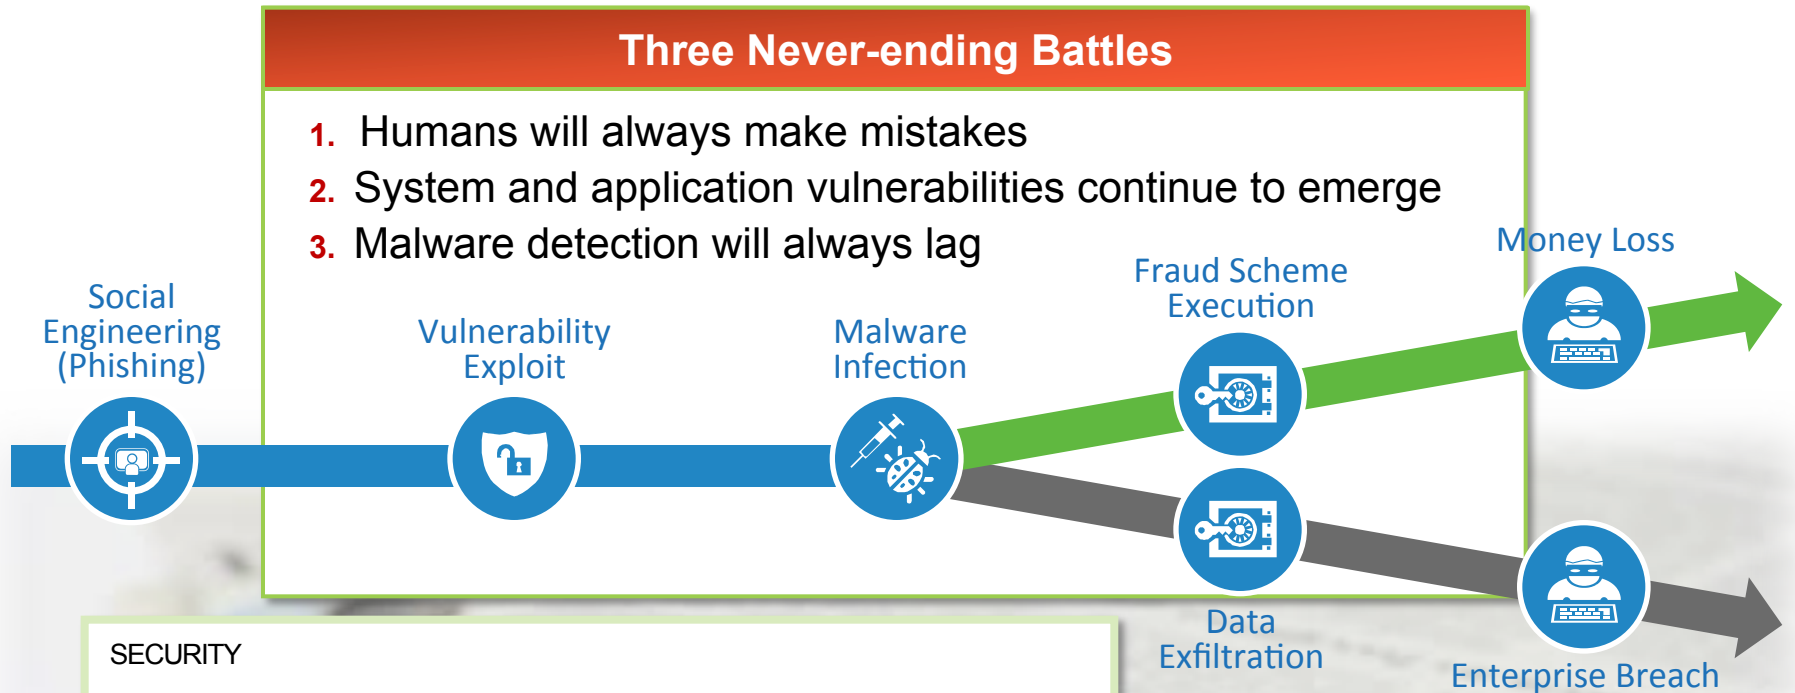 Three Never-ending Battles
1. Humans will always make mistakes
2. System and application vulnerabilities continue to emerge
3. Malware detection will always lag
Social
Engineering
(Phishing)
Vulnerability
Exploit
Malware
Infection
Fraud Scheme
Execution
Money Loss
Data
Exfiltration
Enterprise Breach
SECURITY